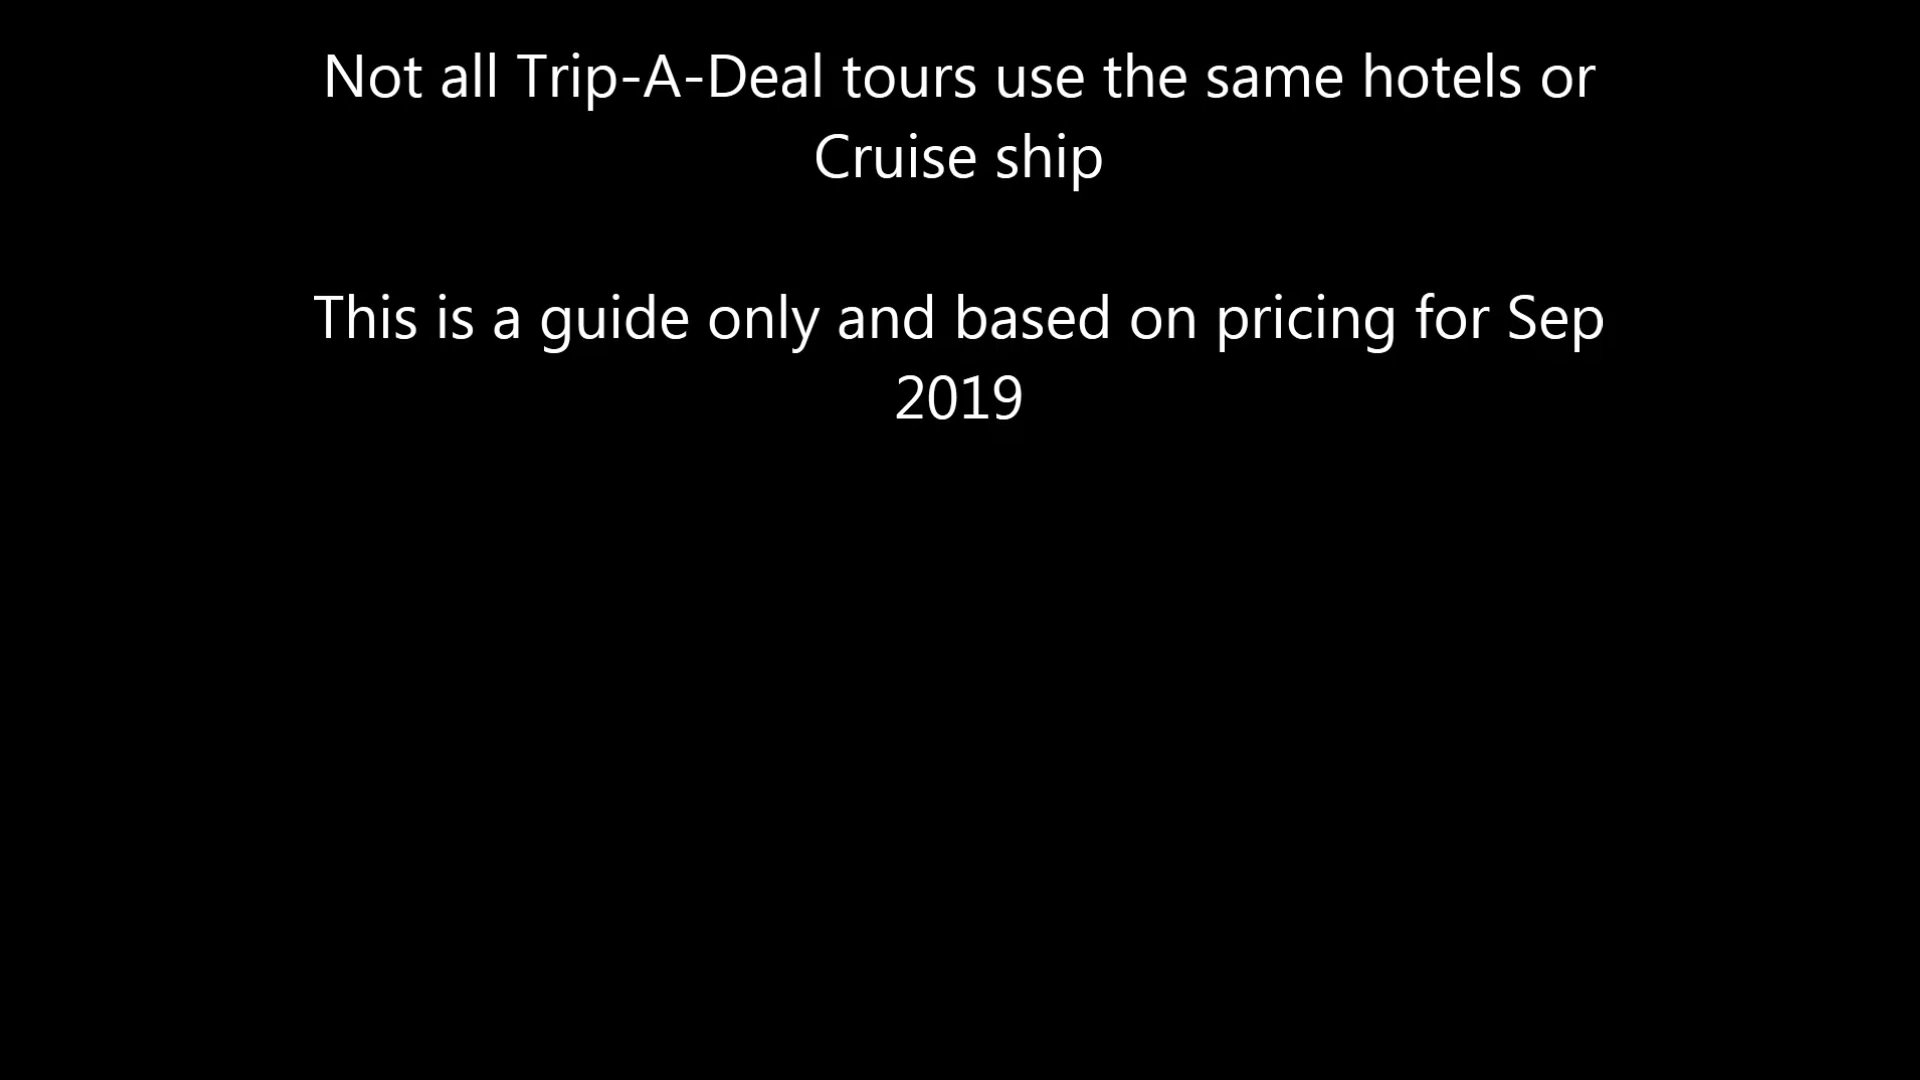 Not all Trip-A-Deal tours use the same hotels or
Cruise ship
This is a guide only and based on pricing for Sep
2019